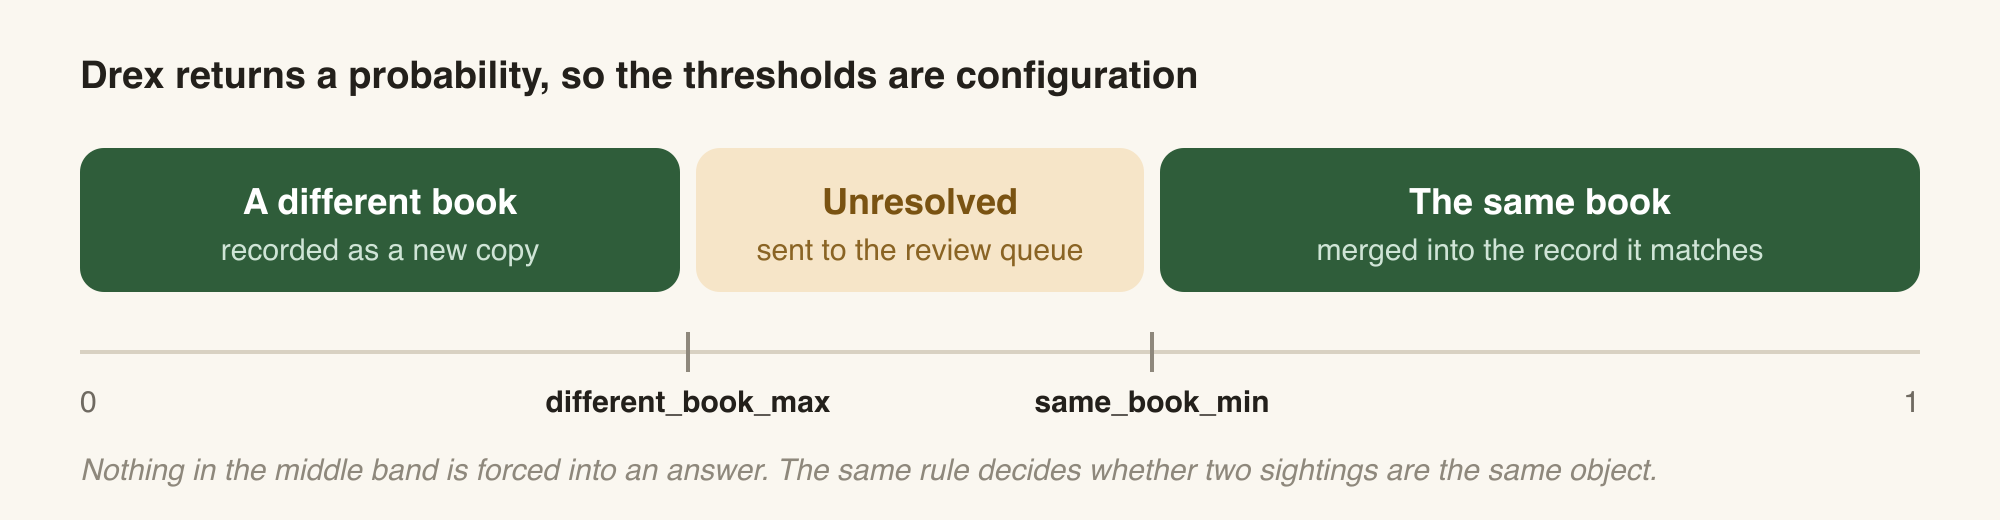 Drex returns a probability, so the thresholds are configuration
A different book
recorded as a new copy
Unresolved
sent to the review queue
The same book
merged into the record it matches
0
different_book_max
same_book_min
1
Nothing in the middle band is forced into an answer. The same rule decides whether two sightings are the same object.